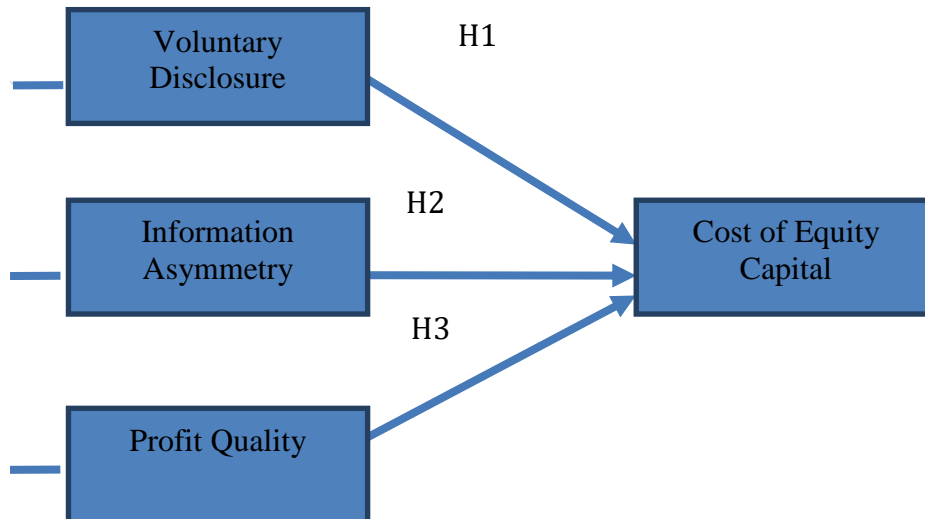 Voluntary
Disclosure
H1
Information
Asymmetry
H2
Cost of Equity
Capital
H3
Profit Quality